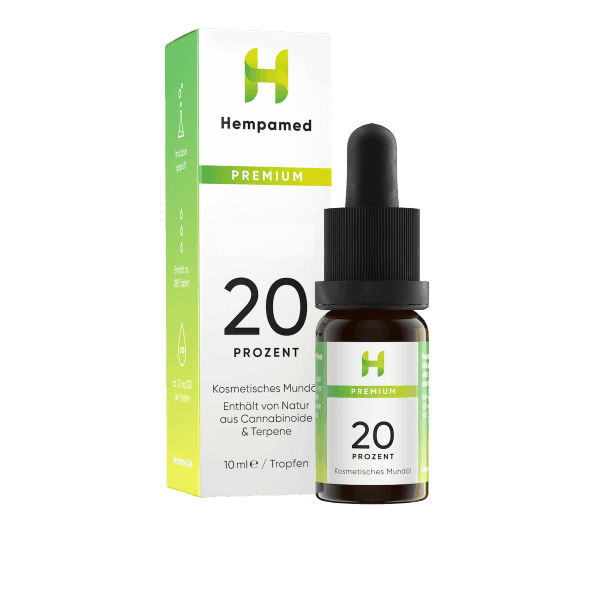 Hempamed
PREMIUM
20
PROZENT
Kosmetisches Mundöl
Enthält von Natur
aus Cannabinoide
& Terpene
10 ml ℮ / Tropfen
H
PREMIUM
20
PROZENT
Kosmetisches Mundöl